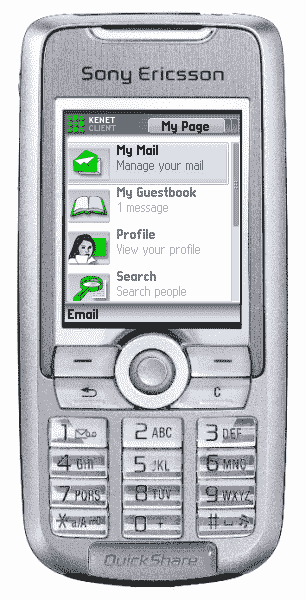 Sony Ericsson
KENET
CLIENT
My Page
My Mail
Manage your mail
My Guestbook
1 message
Profile
View your profile
Search
Search people
Email
C
1
2 ABC
3 DEF
4 GHI
5 JKL
6 MNO
7 PQRS
8 TUV
9 WXYZ
* a/A
0 +
#
QuickShare